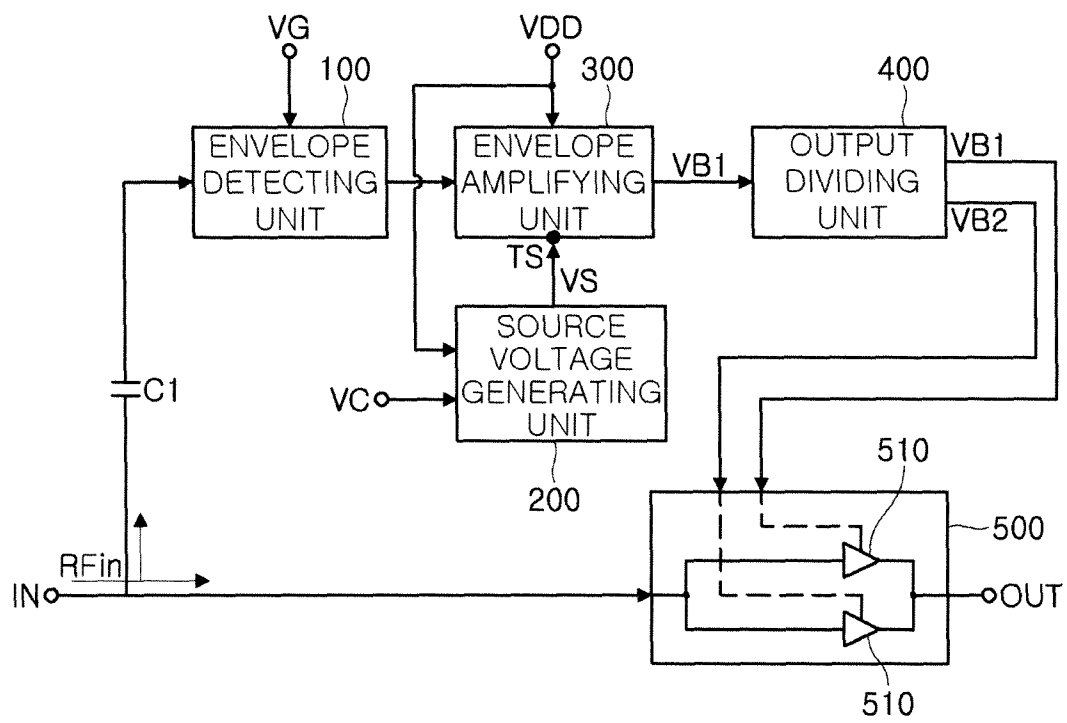 VG
VDD
100
300
400
ENVELOPE
DETECTING
UNIT
ENVELOPE
AMPLIFYING
UNIT
VB1
OUTPUT
DIVIDING
UNIT
VB1
VB2
TS
VS
SOURCE
VOLTAGE
GENERATING
UNIT
C1
VC
200
510
500
RFin
IN
OUT
510